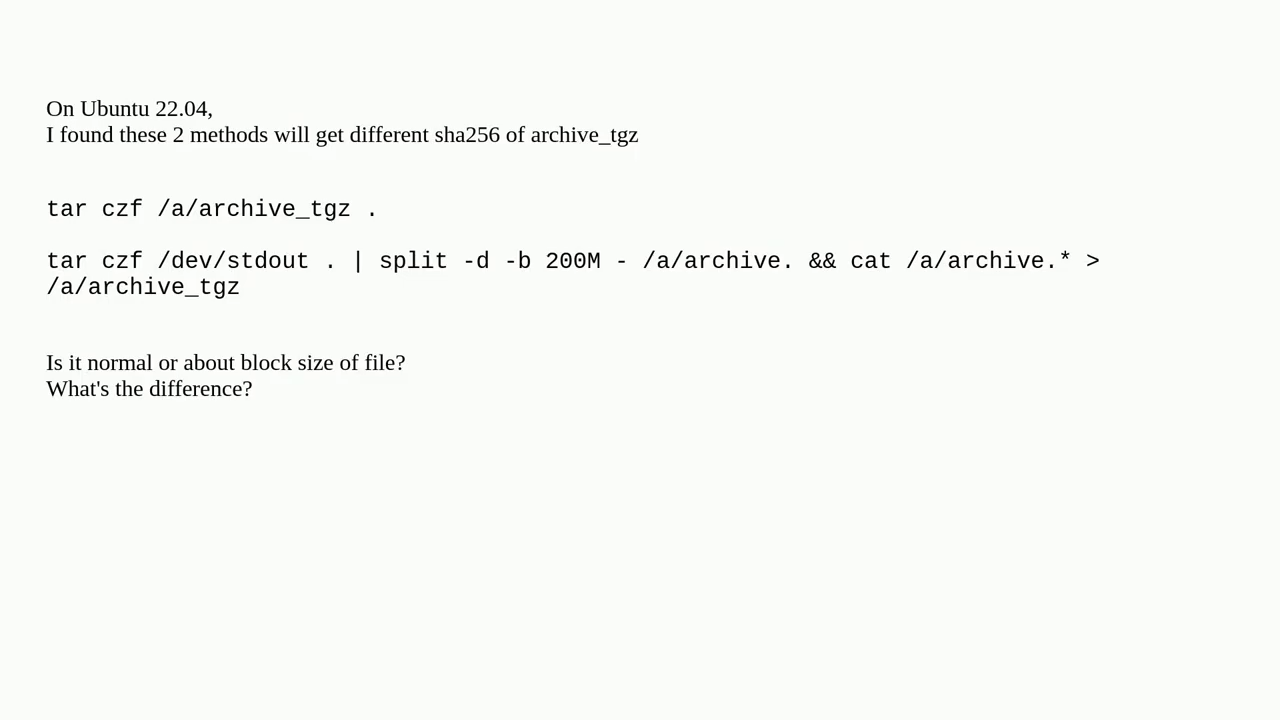 On Ubuntu 22.04,
I found these 2 methods will get different sha256 of archive_tgz
tar czf /a/archive_tgz .
tar czf /dev/stdout . | split -d -b 200M - /a/archive. && cat /a/archive.* >
/a/archive_tgz
Is it normal or about block size of file?
What's the difference?